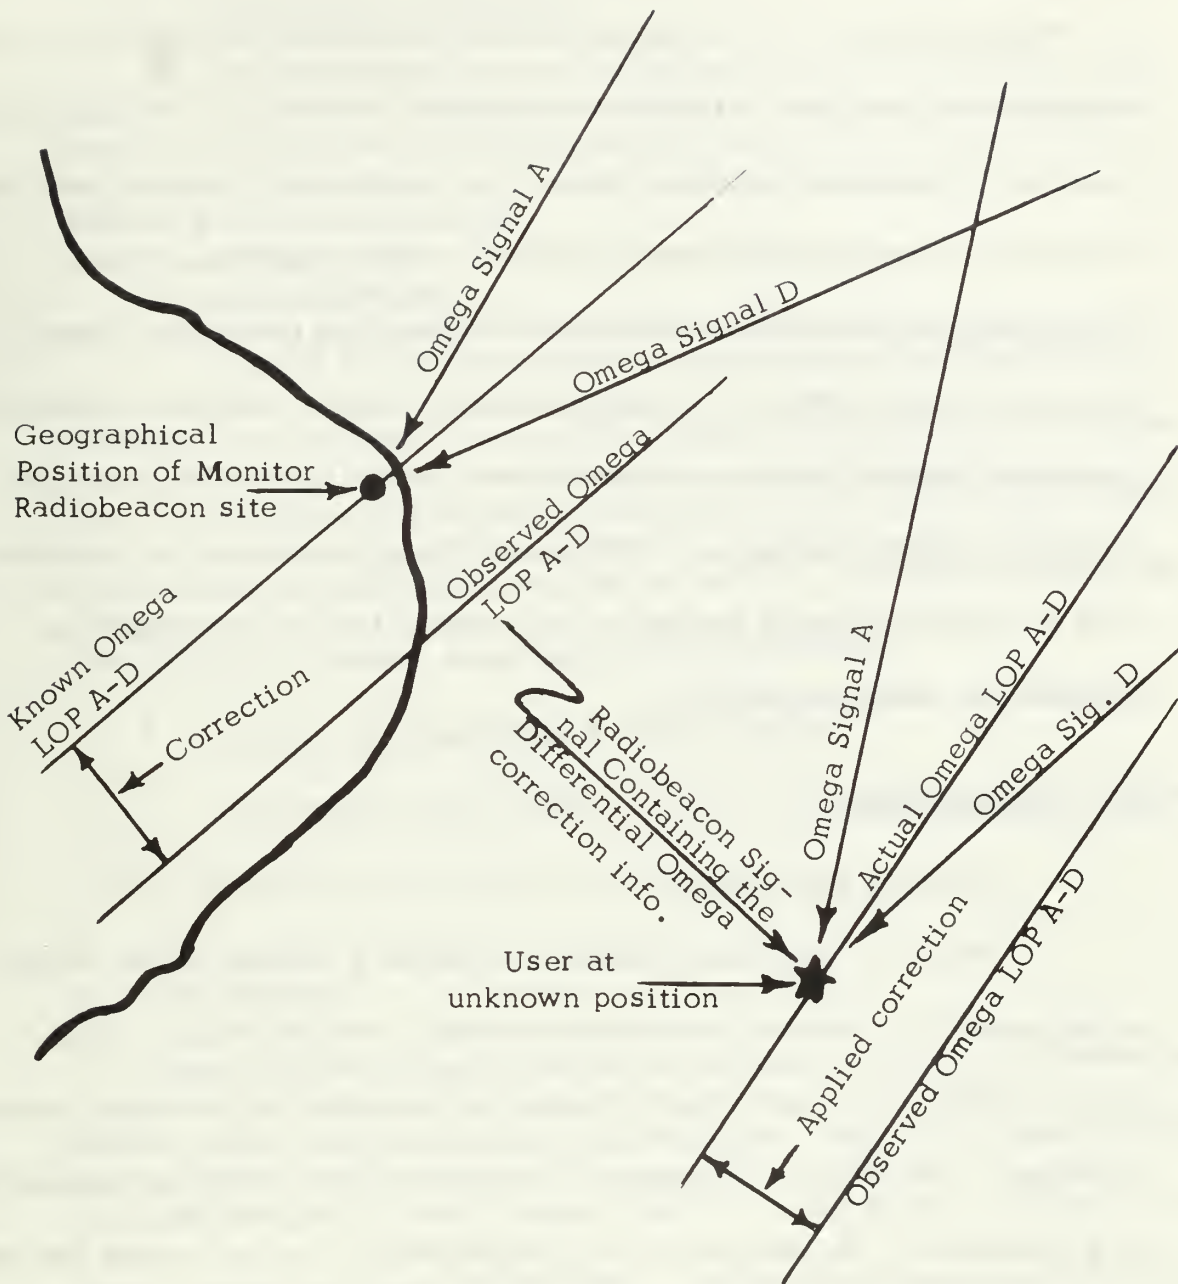 Omega Signal A
Omega Signal D
Geographical
Position of Monitor
Radiobeacon site
Observed Omega
LOP A-D
Known Omega
LOP A-D
Correction
Radiobeacon Sig-
nal Containing the
Differential Omega
correction info.
Omega Signal A
Actual Omega LOP A-D
Omega Sig. D
User at
unknown position
Applied correction
Observed Omega LOP A-D